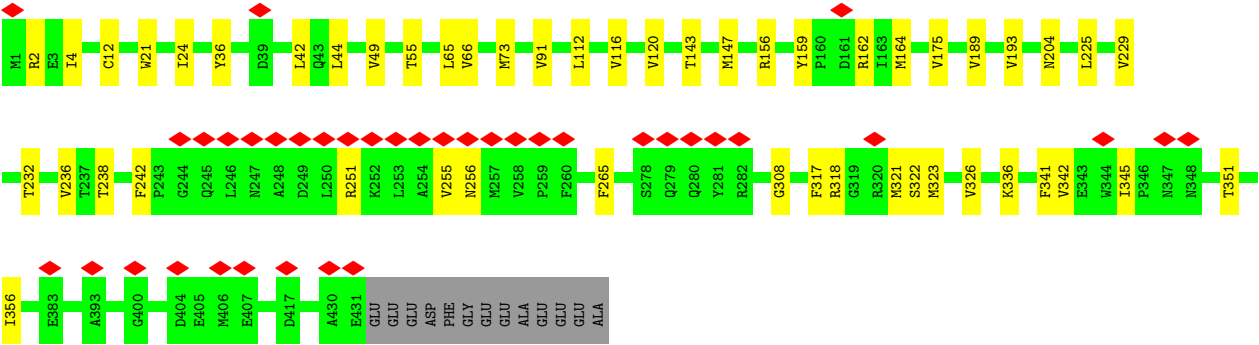 M1 R2 E3 I4 C12 W21 I24 Y36 D39 L42 Q43 L44 V49 T55 L65 V66 M73 V91 L112 V116 V120 T143 M147 R156 Y159 P160 D161 R162 I163 M164 V175 V189 V193 N204 L225 V229
T232 V236 T237 T238 F242 P243 G244 Q245 L246 N247 A248 D249 L250 R251 K252 L253 A254 V255 N256 M257 V258 P259 F260 F265 S278 Q279 Q280 Y281 R282 G308 F317 R318 G319 R320 M321 S322 M323 V326 K336 F341 V342 E343 W344 I345 P346 N347 N348 T351
I356 E383 A393 G400 D404 E405 M406 E407 D417 A430 E431 GLU GLU GLU ASP PHE GLY GLU GLU ALA GLU GLU GLU ALA